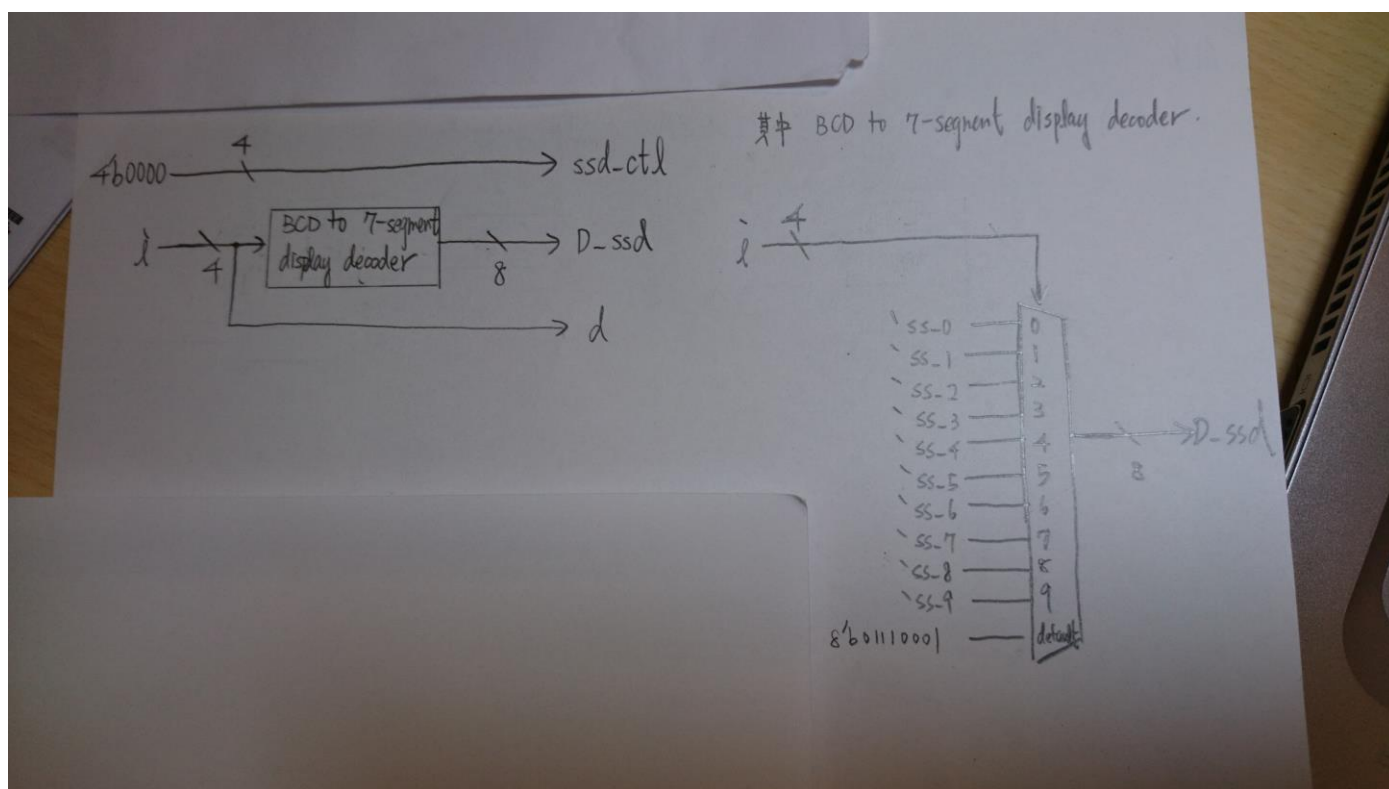 4b0000
4
ssd_ctl
i
4
BCD to 7-segment
display decoder
8
D_ssd
d
其中 BCD to 7-segment display decoder.
i
4
`ss_0 0
`ss_1 1
`ss_2 2
`ss_3 3
`ss_4 4
`ss_5 5
`ss_6 6
`ss_7 7
`ss_8 8
`ss_9 9
8'b01110001 default
8
D_ssd